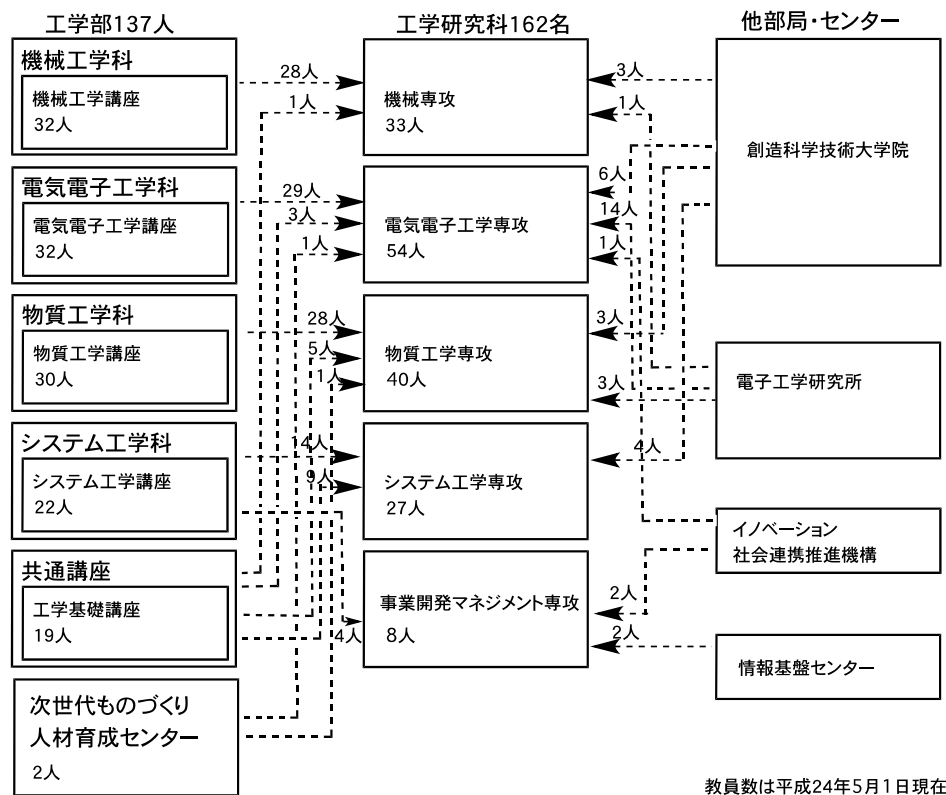 工学部137人
機械工学科
機械工学講座
32人
電気電子工学科
電気電子工学講座
32人
物質工学科
物質工学講座
30人
システム工学科
システム工学講座
22人
共通講座
工学基礎講座
19人
次世代ものづくり
人材育成センター
2人
28人
1人
29人
3人
1人
28人
5人
1人
14人
9人
4人
工学研究科162名
機械専攻
33人
電気電子工学専攻
54人
物質工学専攻
40人
システム工学専攻
27人
事業開発マネジメント専攻
8人
3人
1人
6人
14人
1人
3人
3人
4人
2人
2人
他部局・センター
創造科学技術大学院
電子工学研究所
イノベーション
社会連携推進機構
情報基盤センター
教員数は平成24年5月1日現在